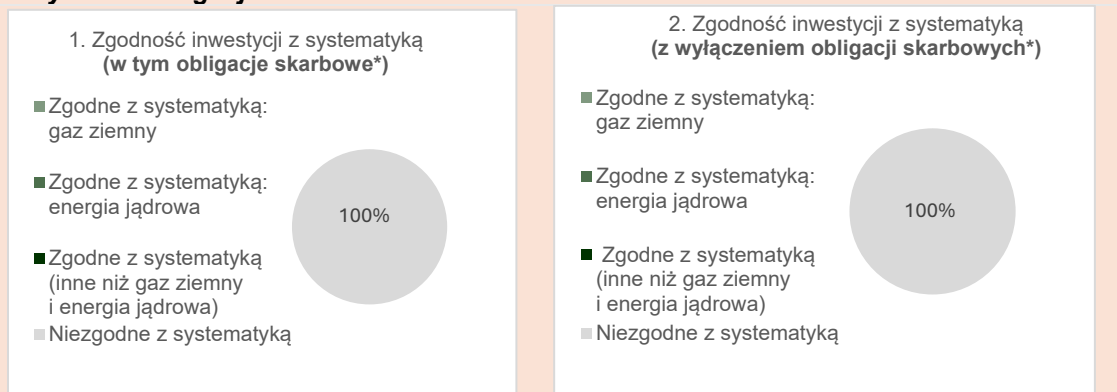 1. Zgodność inwestycji z systematyką
(w tym obligacje skarbowe*)
Zgodne z systematyką:
gaz ziemny
Zgodne z systematyką:
energia jądrowa
Zgodne z systematyką
(inne niż gaz ziemny
i energia jądrowa)
Niezgodne z systematyką
100%
2. Zgodność inwestycji z systematyką
(z wyłączeniem obligacji skarbowych*)
Zgodne z systematyką:
gaz ziemny
Zgodne z systematyką:
energia jądrowa
Zgodne z systematyką
(inne niż gaz ziemny
i energia jądrowa)
Niezgodne z systematyką
100%